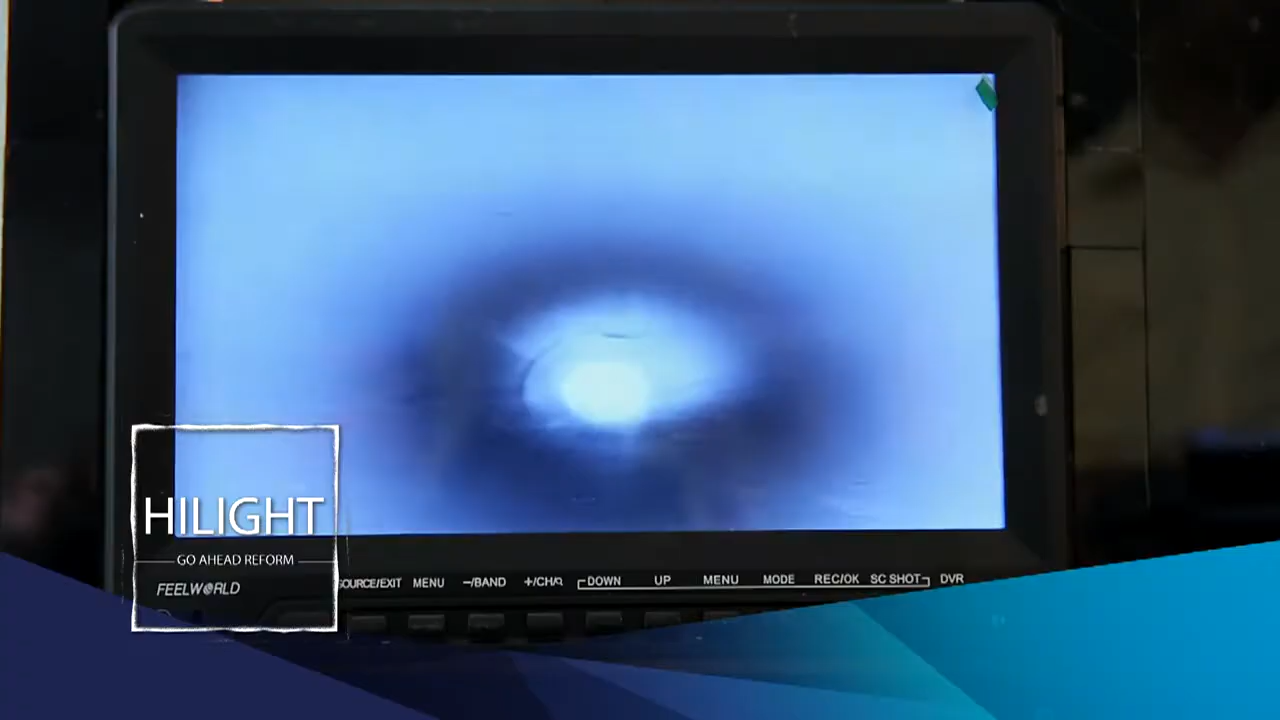 HILIGHT
GO AHEAD REFORM
FEELWORLD
SOURCE/EXIT MENU −/BAND +/CH/Q DOWN UP MENU MODE REC/OK SC SHOT DVR